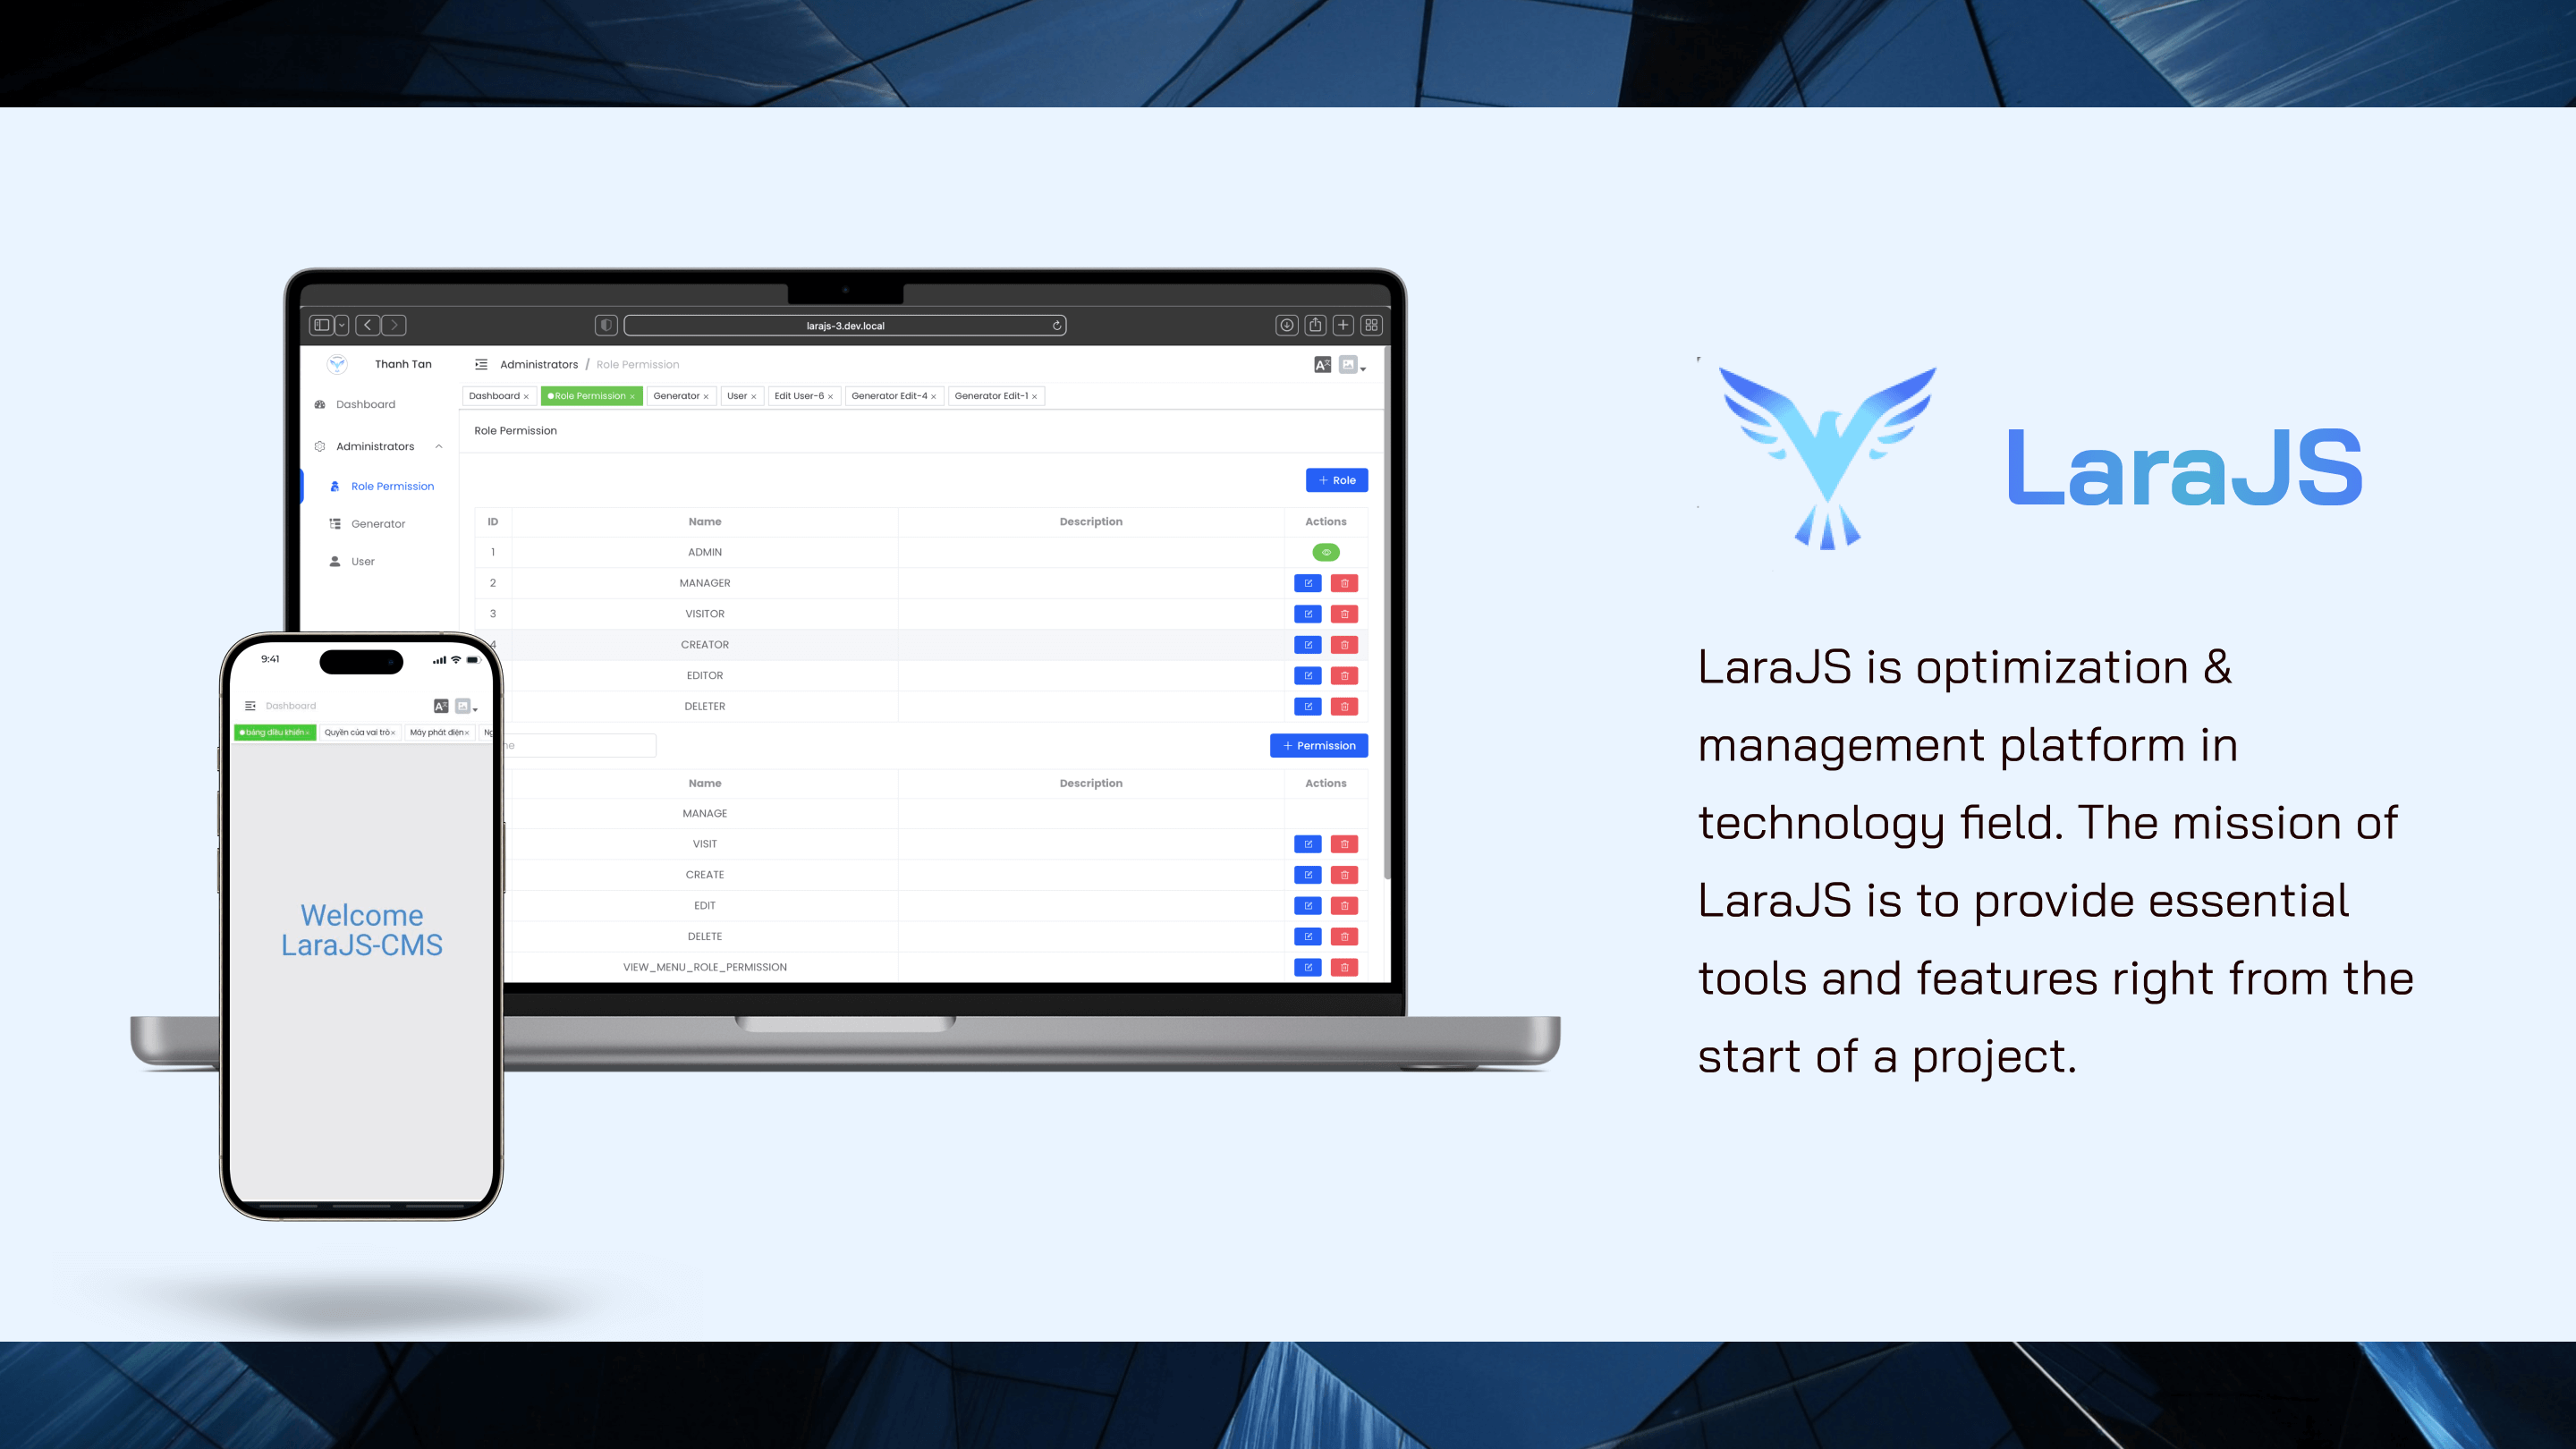 larajs-3.dev.local
Thanh Tan
Administrators / Role Permission
Dashboard
Administrators
Role Permission
Generator
User
Dashboard × Role Permission × Generator × User × Edit User-6 × Generator Edit-4 × Generator Edit-1 ×
Role Permission
+ Role
ID Name Description Actions
1 ADMIN
2 MANAGER
3 VISITOR
4 CREATOR
EDITOR
DELETER
+ Permission
Name Description Actions
MANAGE
VISIT
CREATE
EDIT
DELETE
VIEW_MENU_ROLE_PERMISSION
9:41
Dashboard
bảng điều khiển× Quyền của vai trò× Máy phát điện×
Welcome
LaraJS-CMS
LaraJS
LaraJS is optimization &
management platform in
technology field. The mission of
LaraJS is to provide essential
tools and features right from the
start of a project.